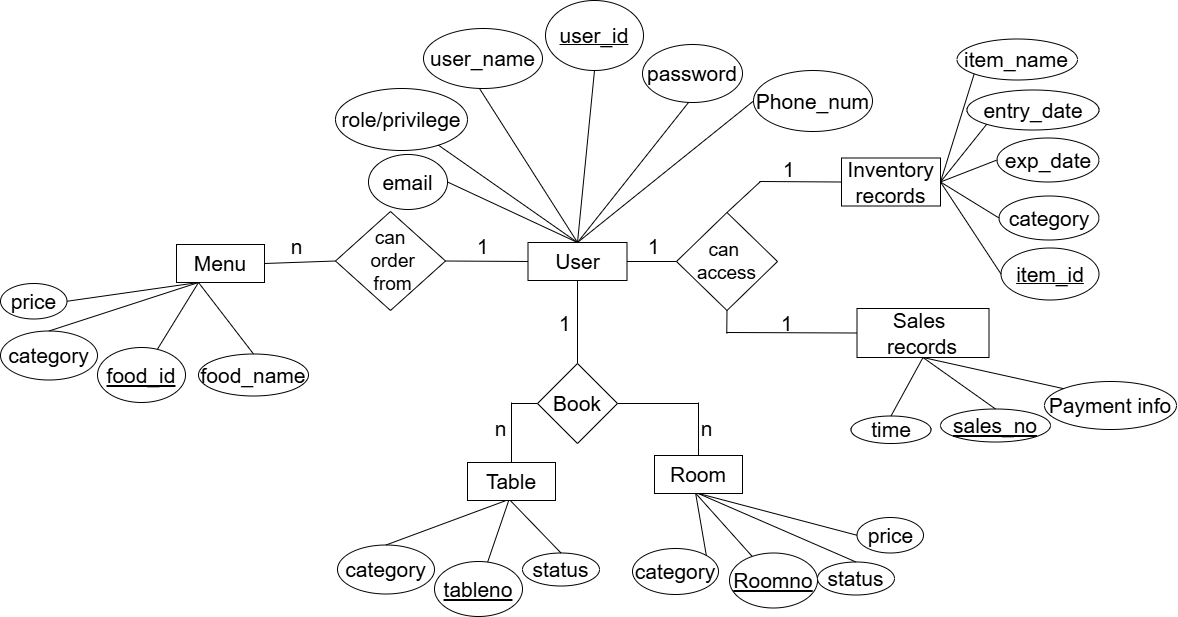 user_id
user_name
password
item_name
Phone_num
entry_date
role/privilege
exp_date
email
1
Inventory
records
category
n
can
order
from
1
User
1
can
access
Menu
item_id
price
1
1
Sales
records
category
food_id
food_name
Book
Payment info
time
sales_no
n
n
Table
Room
price
category
tableno
status
category
Roomno
status